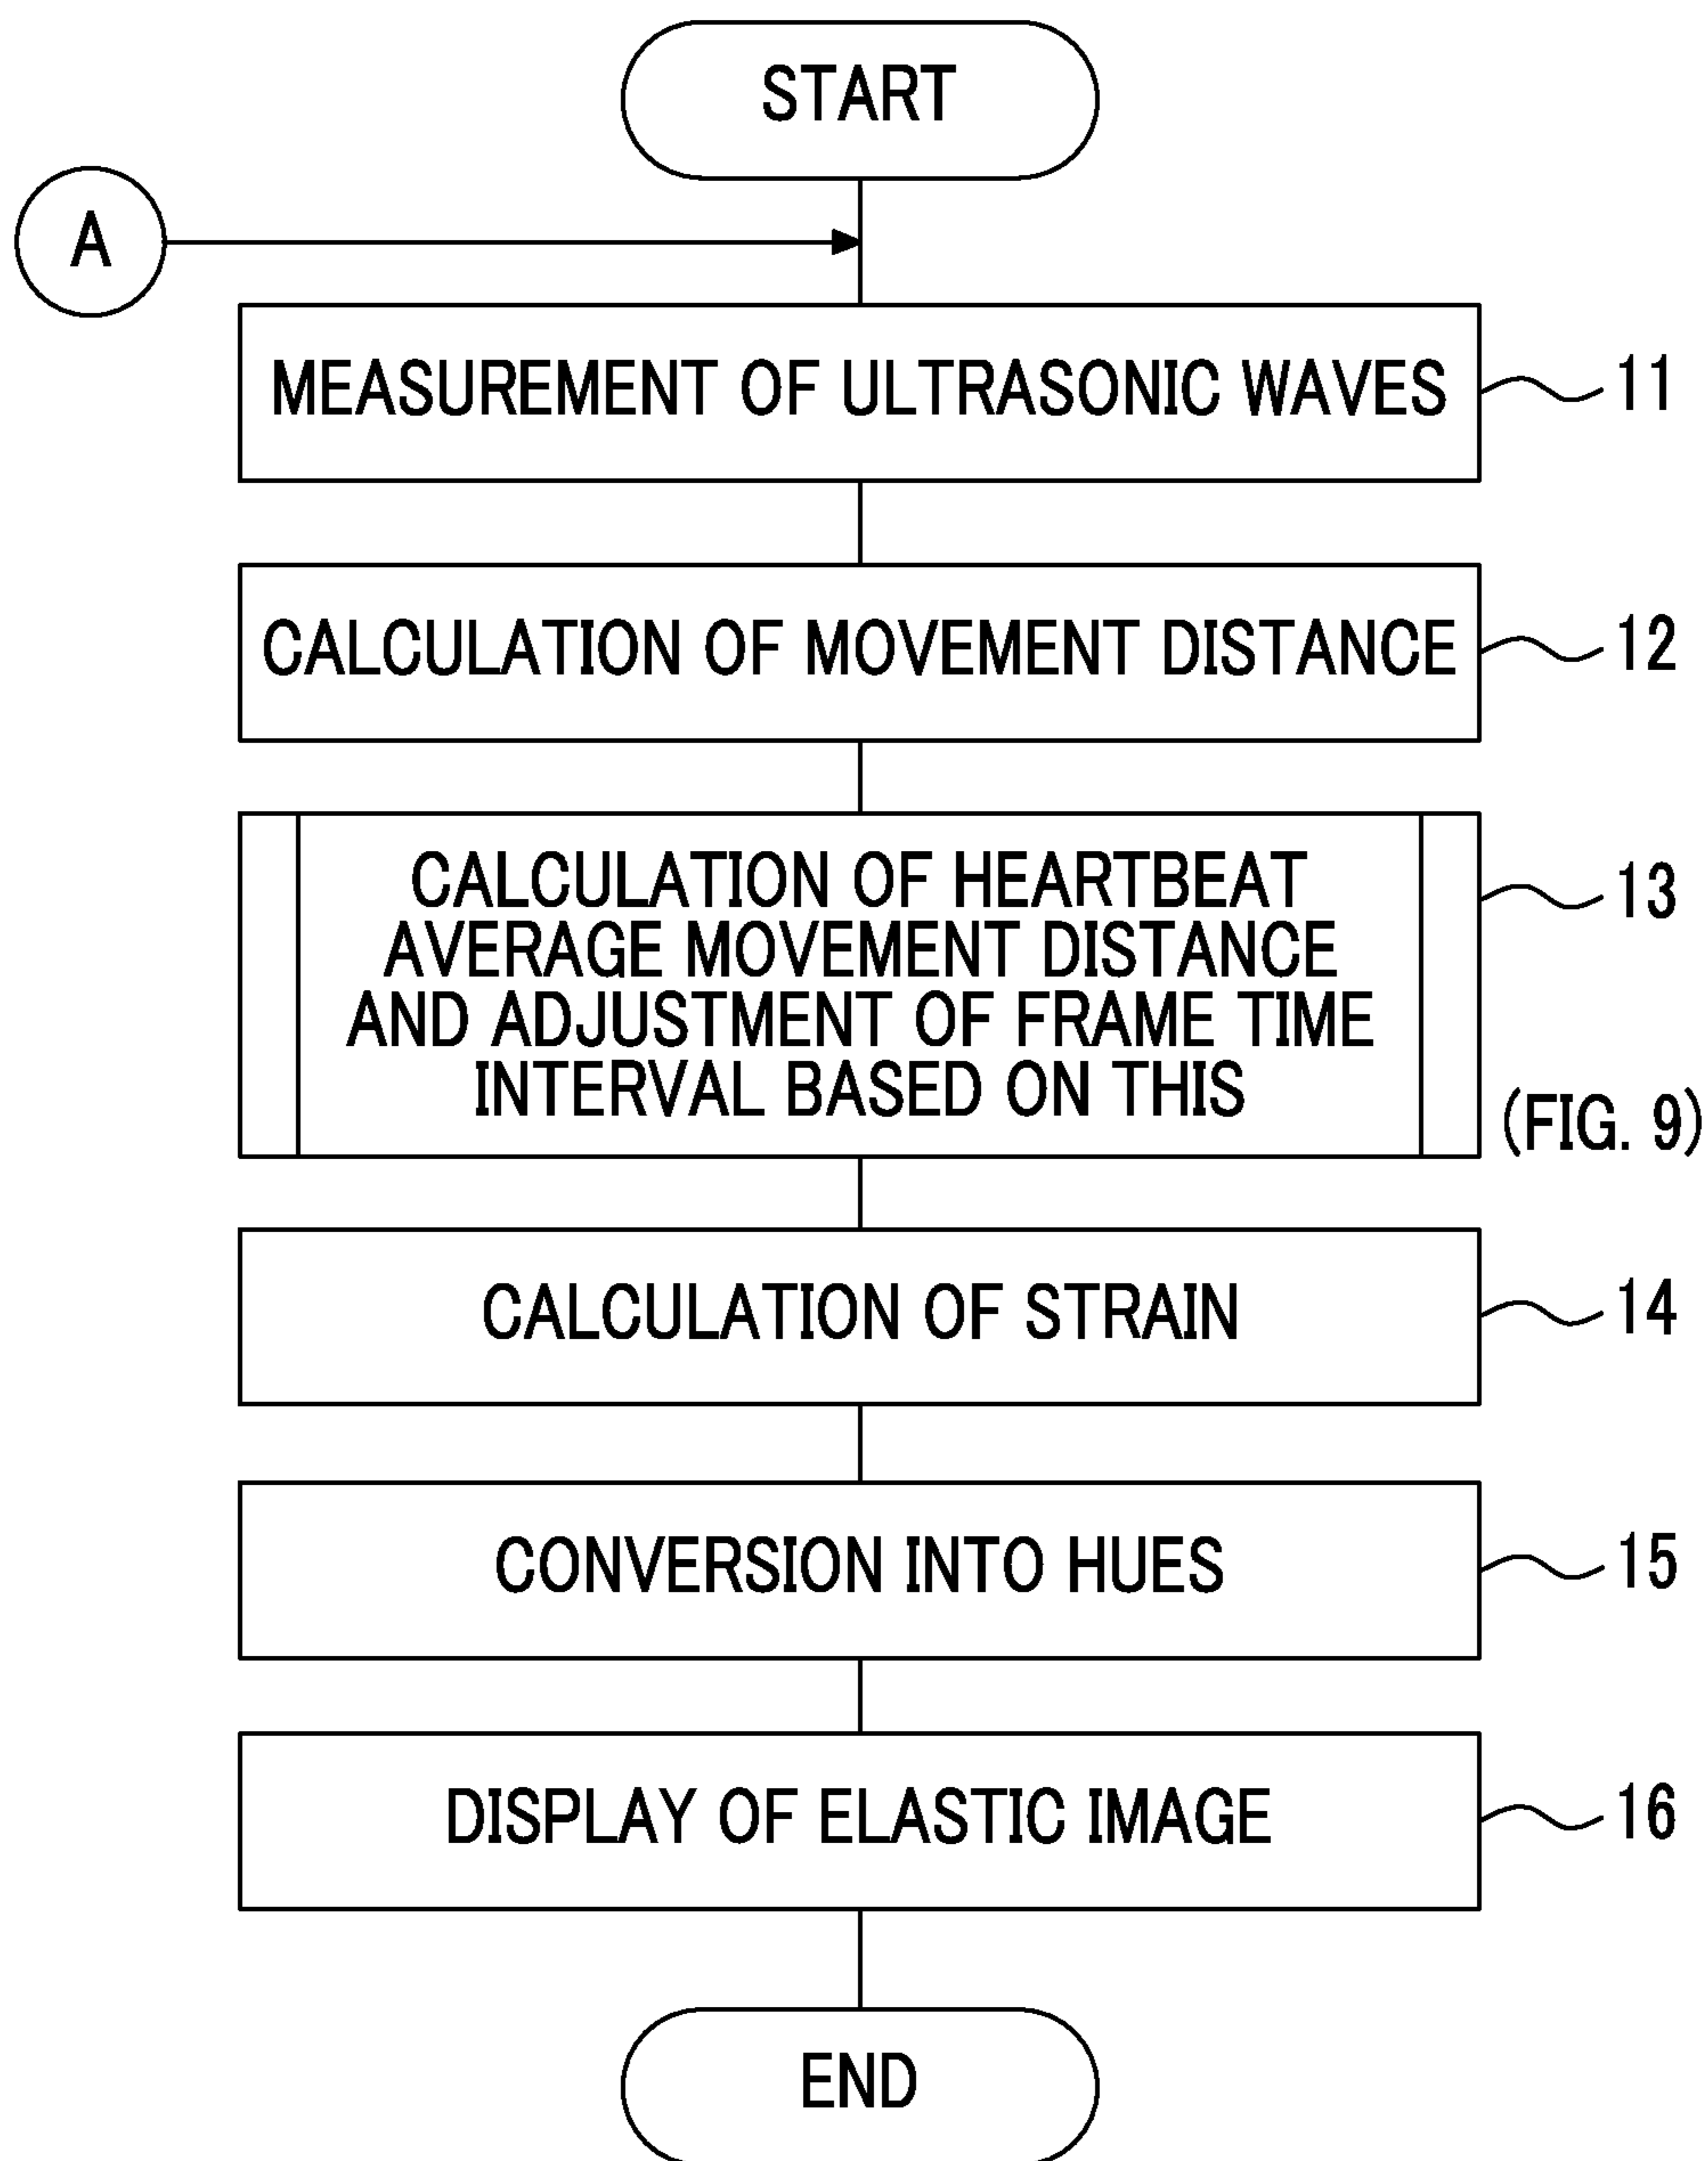 START
A
MEASUREMENT OF ULTRASONIC WAVES
11
CALCULATION OF MOVEMENT DISTANCE
12
CALCULATION OF HEARTBEAT
AVERAGE MOVEMENT DISTANCE
AND ADJUSTMENT OF FRAME TIME
INTERVAL BASED ON THIS
13
(FIG. 9)
CALCULATION OF STRAIN
14
CONVERSION INTO HUES
15
DISPLAY OF ELASTIC IMAGE
16
END